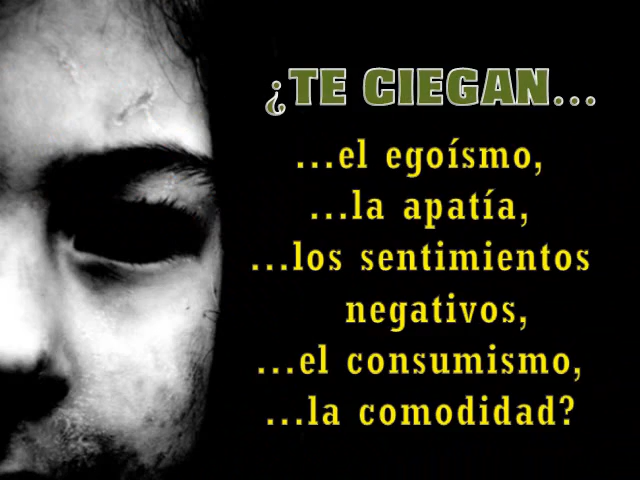 ¿TE CIEGAN...
...el egoísmo,
...la apatía,
...los sentimientos
negativos,
...el consumismo,
...la comodidad?